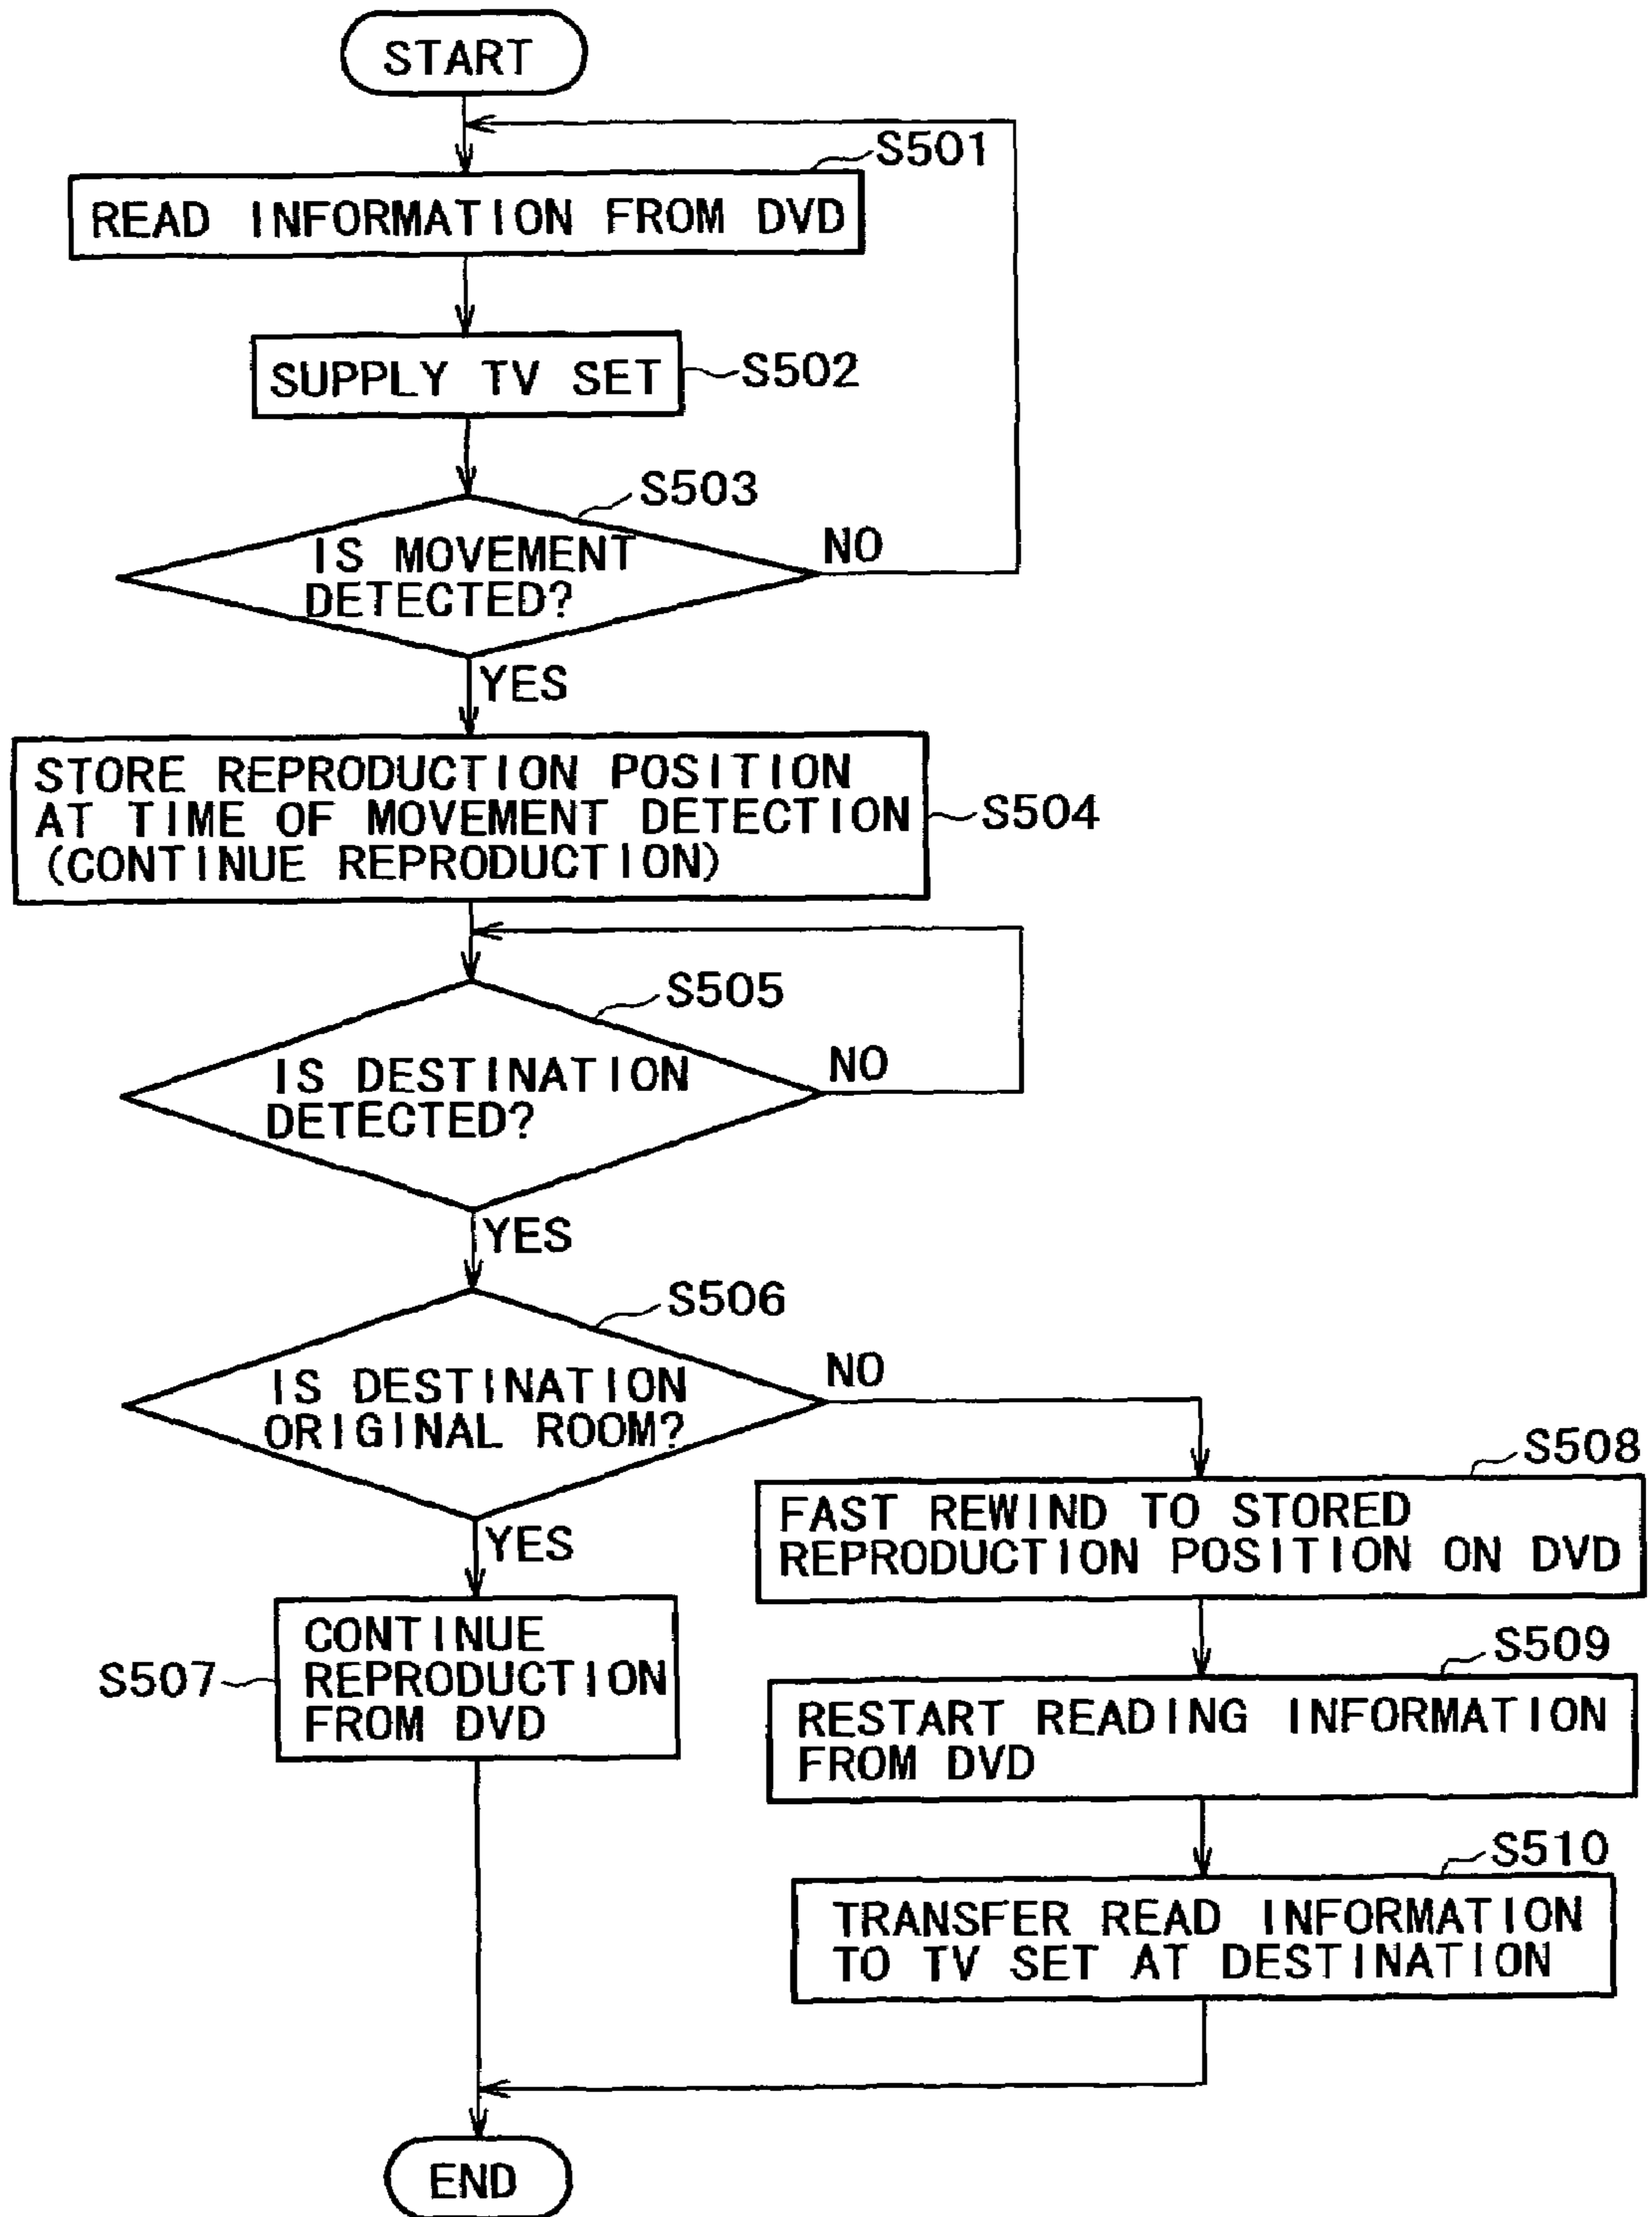 START
S501
READ INFORMATION FROM DVD
SUPPLY TV SET
S502
S503
IS MOVEMENT
DETECTED?
NO
YES
STORE REPRODUCTION POSITION
AT TIME OF MOVEMENT DETECTION
(CONTINUE REPRODUCTION)
S504
S505
IS DESTINATION
DETECTED?
NO
YES
S506
IS DESTINATION
ORIGINAL ROOM?
NO
YES
S507
CONTINUE
REPRODUCTION
FROM DVD
S508
FAST REWIND TO STORED
REPRODUCTION POSITION ON DVD
S509
RESTART READING INFORMATION
FROM DVD
S510
TRANSFER READ INFORMATION
TO TV SET AT DESTINATION
END